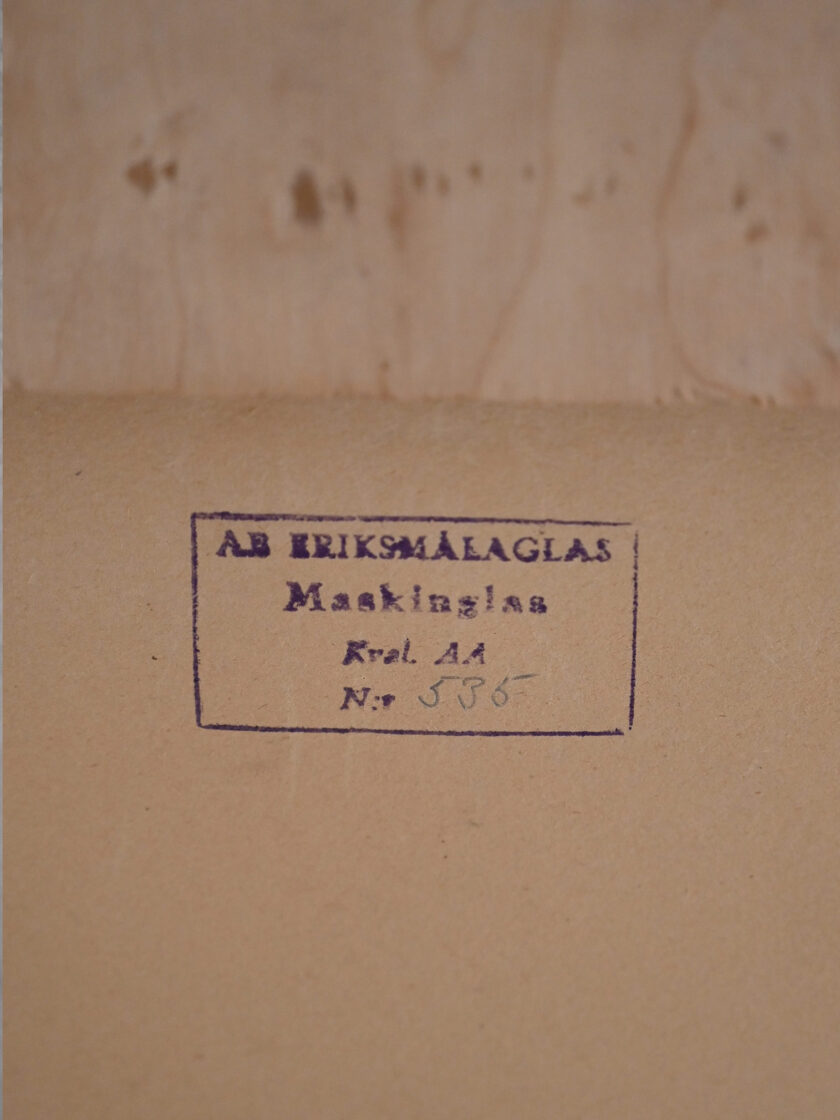 AB ERIKSMÅLAGLAS
Maskinglas
Kval. AA
N:r 535